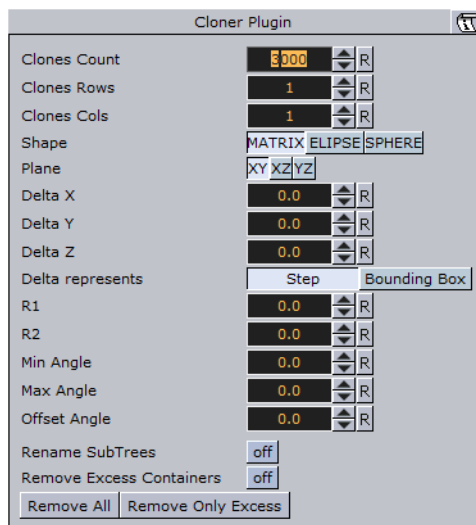 Cloner Plugin
Clones Count 3000 R
Clones Rows 1 R
Clones Cols 1 R
Shape MATRIX ELIPSE SPHERE
Plane XY XZ YZ
Delta X 0.0 R
Delta Y 0.0 R
Delta Z 0.0 R
Delta represents Step Bounding Box
R1 0.0 R
R2 0.0 R
Min Angle 0.0 R
Max Angle 0.0 R
Offset Angle 0.0 R
Rename SubTrees off
Remove Excess Containers off
Remove All Remove Only Excess